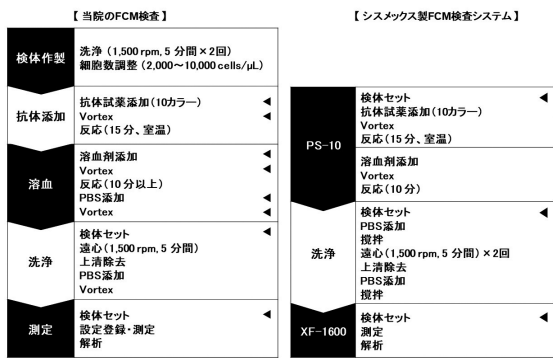 【 当院のFCM検査】
検体作製
洗浄 (1,500 rpm, 5 分間×2回)
細胞数調整 (2,000～10,000 cells/μL)
抗体添加
抗体試薬添加(10カラー) ◀
Vortex ◀
反応(15分、室温)
溶血
溶血剤添加 ◀
Vortex ◀
反応(10分以上)
PBS添加 ◀
Vortex ◀
洗浄
検体セット ◀
遠心(1,500 rpm, 5 分間)
上清除去
PBS添加
Vortex
測定
検体セット ◀
設定登録・測定
解析
【 シスメックス製FCM検査システム】
PS-10
検体セット ◀
抗体試薬添加(10カラー)
Vortex
反応(15分、室温)
溶血剤添加
Vortex
反応(10分)
洗浄
検体セット ◀
PBS添加
撹拌
遠心(1,500 rpm, 5 分間)×2回
上清除去
PBS添加
撹拌
XF-1600
検体セット ◀
測定
解析